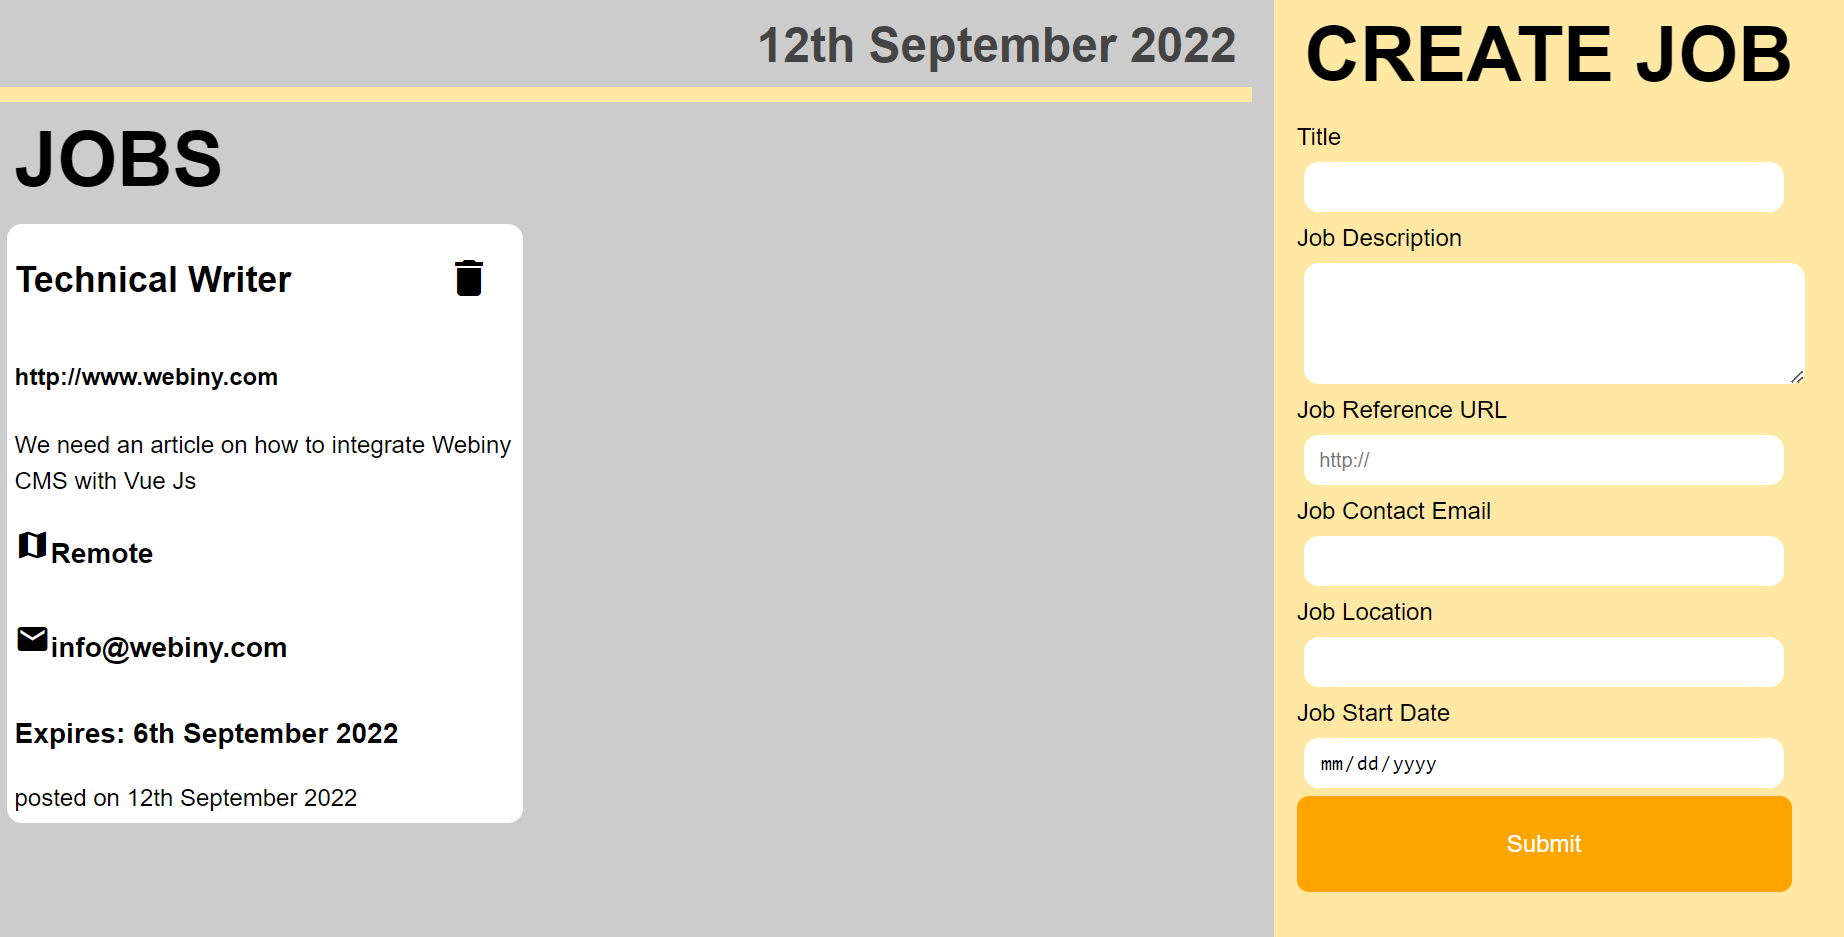 12th September 2022
JOBS
Technical Writer
http://www.webiny.com
We need an article on how to integrate Webiny
CMS with Vue Js
Remote
info@webiny.com
Expires: 6th September 2022
posted on 12th September 2022
CREATE JOB
Title
Job Description
Job Reference URL
http://
Job Contact Email
Job Location
Job Start Date
mm/dd/yyyy
Submit